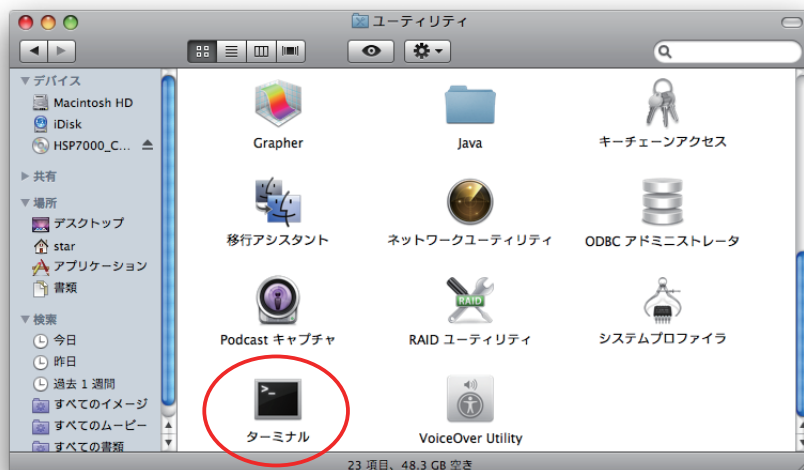 ユーティリティ
デバイス
Macintosh HD
iDisk
HSP7000_C...
共有
場所
デスクトップ
star
アプリケーション
書類
検索
今日
昨日
過去 1 週間
すべてのイメージ
すべてのムービー
すべての書類
Grapher
Java
キーチェーンアクセス
移行アシスタント
ネットワークユーティリティ
ODBC アドミニストレータ
Podcast キャプチャ
RAID
RAID ユーティリティ
システムプロファイラ
>_
ターミナル
VoiceOver Utility
23 項目、48.3 GB 空き